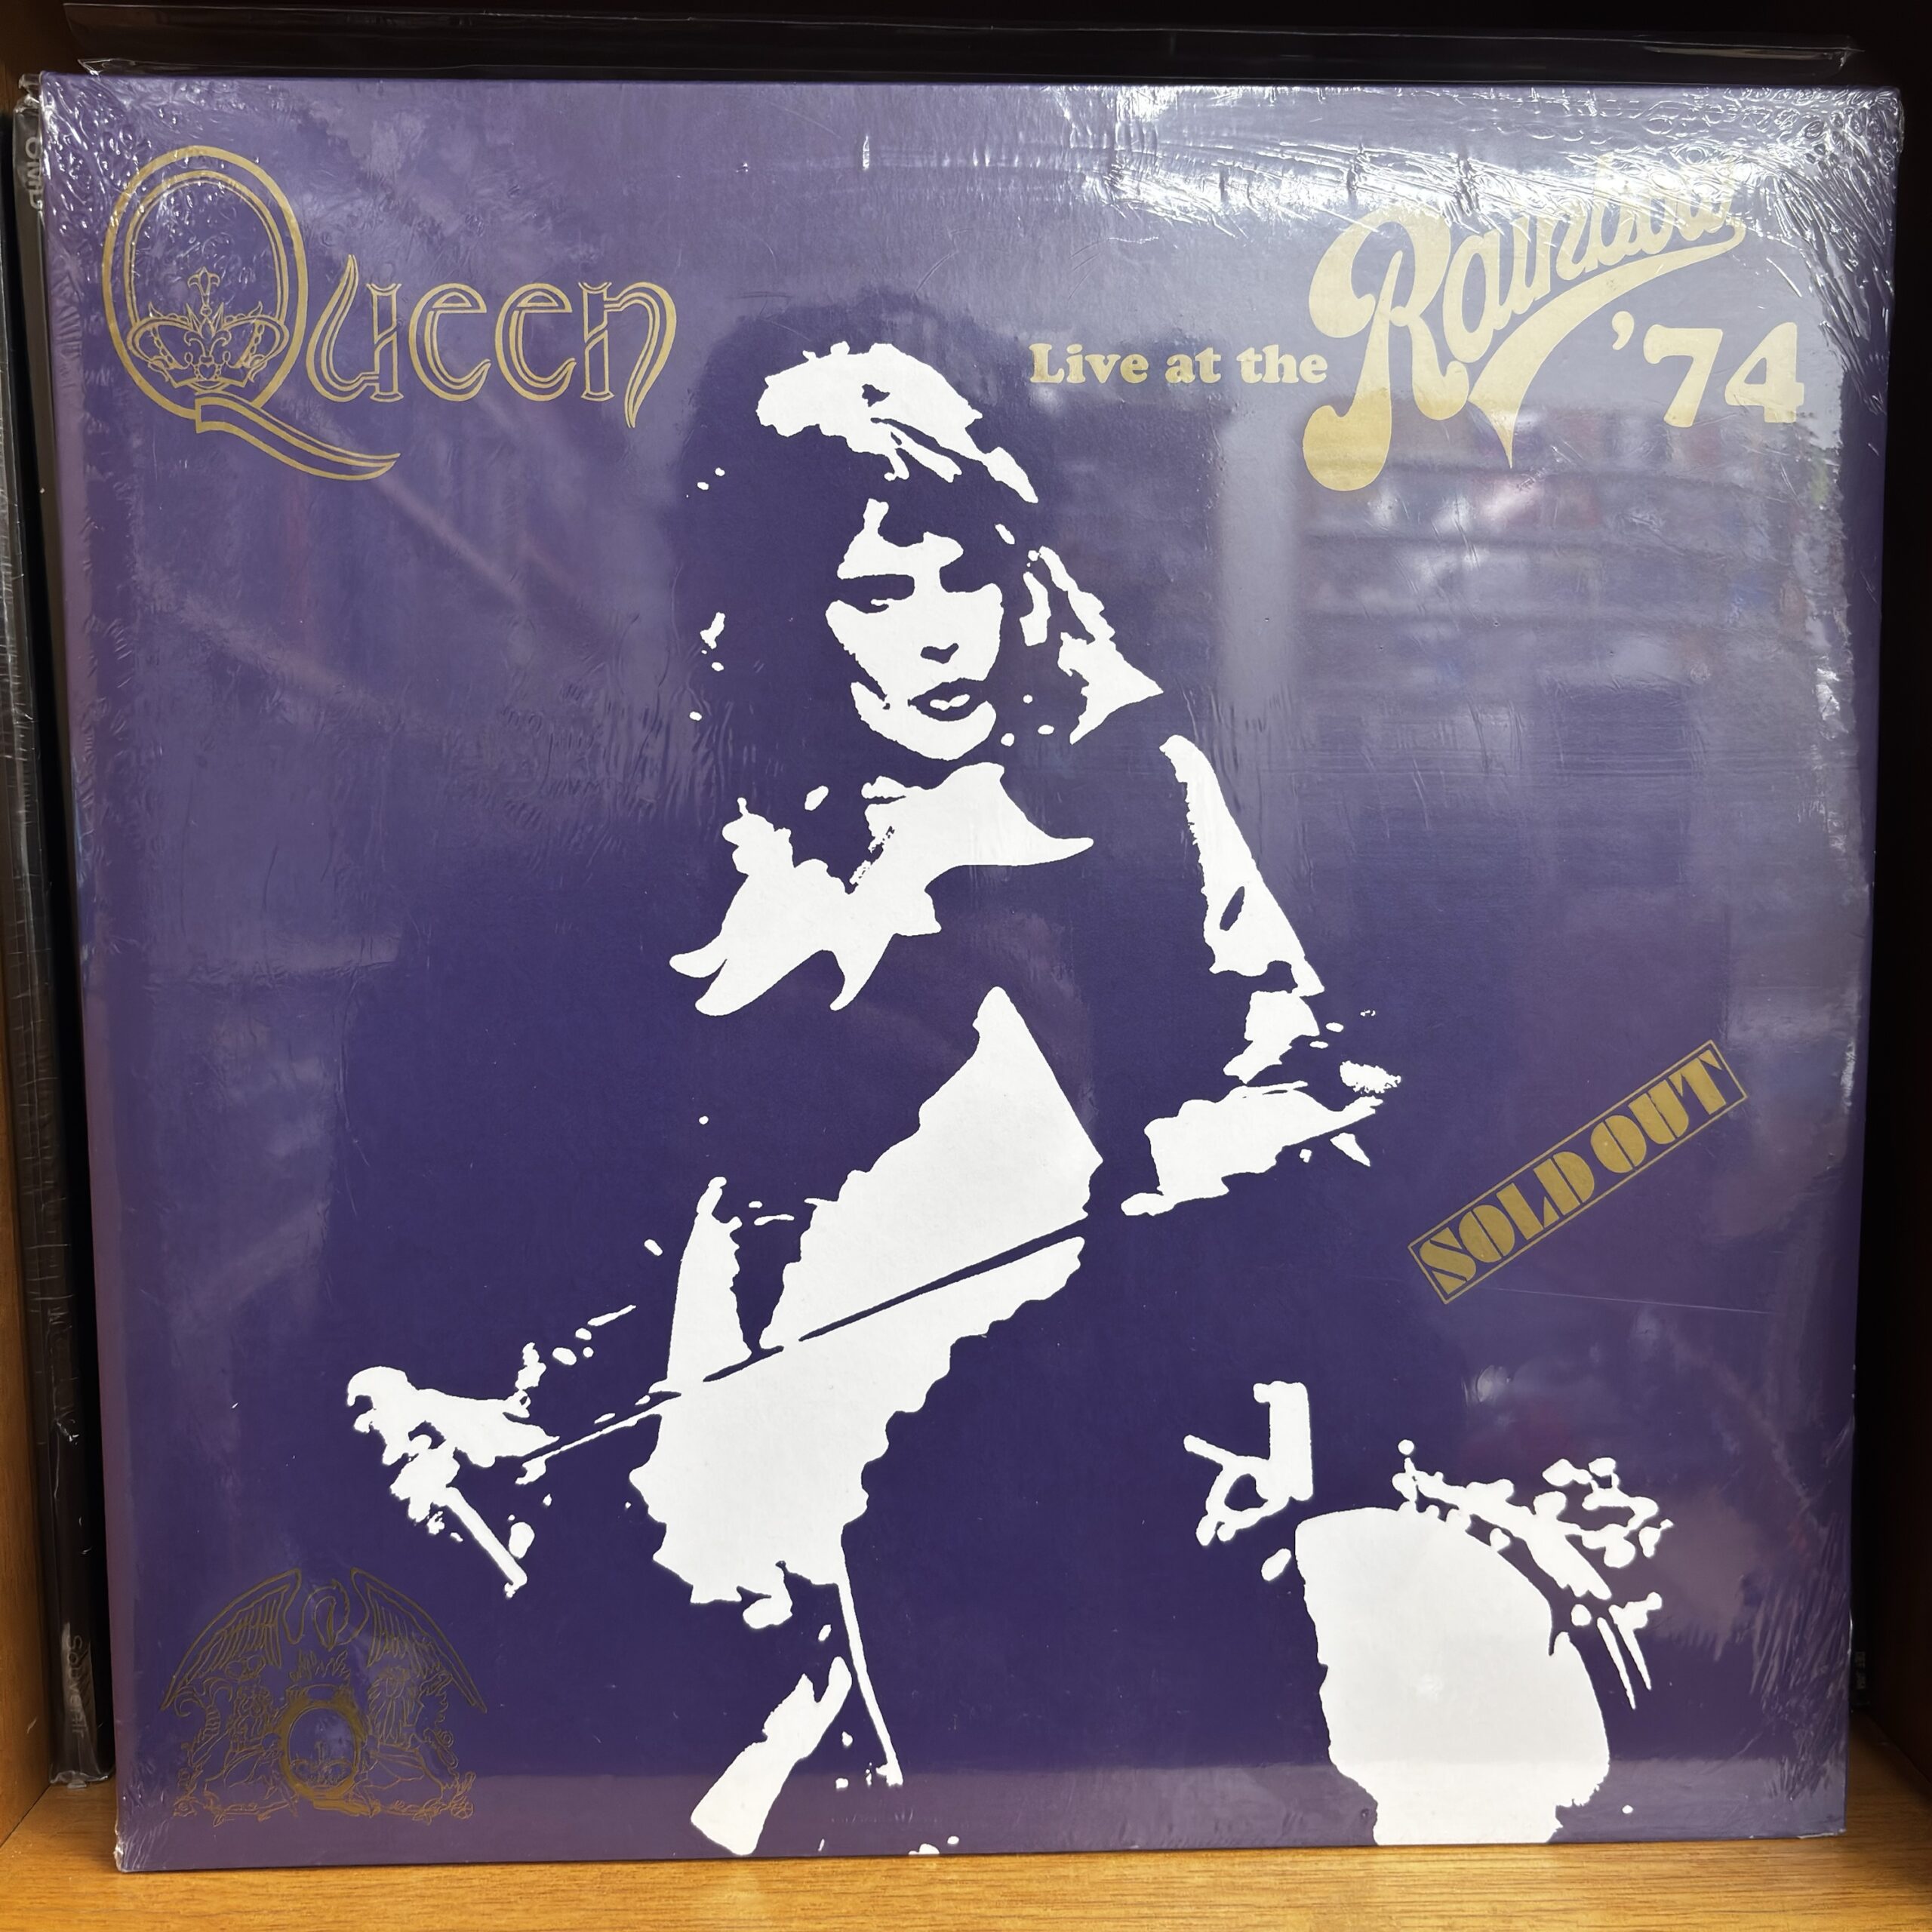 Queen
Live at the Rainbow '74
SOLD OUT